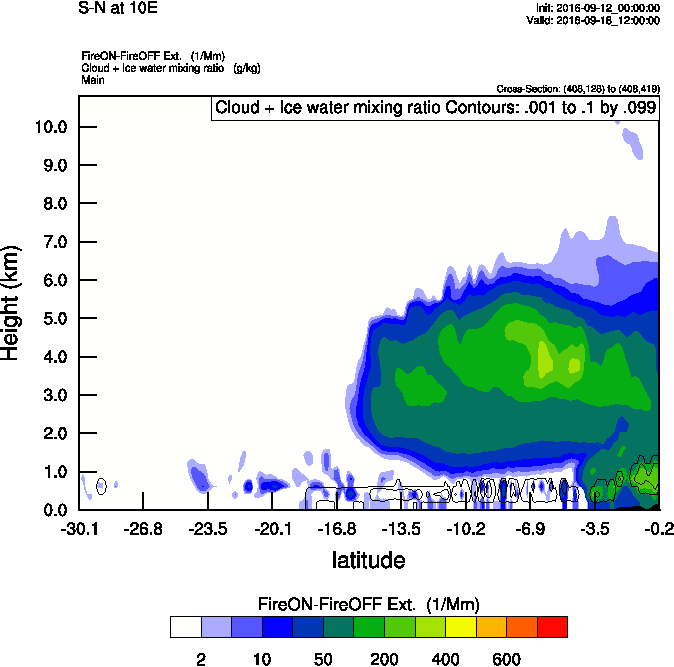 S-N at 10E
Init: 2016-09-12_00:00:00
Valid: 2016-09-16_12:00:00
FireON-FireOFF Ext. (1/Mm)
Cloud + Ice water mixing ratio (g/kg)
Main
Cross-Section: (408,128) to (408,419)
Cloud + Ice water mixing ratio Contours: .001 to .1 by .099
10.0
9.0
8.0
7.0
6.0
5.0
4.0
3.0
2.0
1.0
0.0
Height (km)
-30.1 -26.8 -23.5 -20.1 -16.8 -13.5 -10.2 -6.9 -3.5 -0.2
latitude
FireON-FireOFF Ext. (1/Mm)
2 10 50 200 400 600